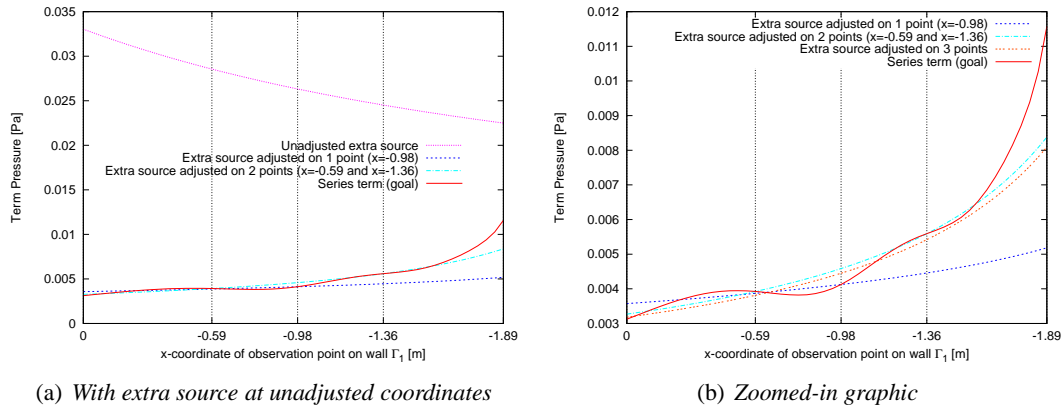 0.035
0.03
0.025
0.02
0.015
0.01
0.005
0
Term Pressure [Pa]
Unadjusted extra source
Extra source adjusted on 1 point (x=-0.98)
Extra source adjusted on 2 points (x=-0.59 and x=-1.36)
Series term (goal)
0 -0.59 -0.98 -1.36 -1.89
x-coordinate of observation point on wall Γ1 [m]
(a) With extra source at unadjusted coordinates
0.012
0.011
0.010
0.009
0.008
0.007
0.006
0.005
0.004
0.003
Term Pressure [Pa]
Extra source adjusted on 1 point (x=-0.98)
Extra source adjusted on 2 points (x=-0.59 and x=-1.36)
Extra source adjusted on 3 points
Series term (goal)
0 -0.59 -0.98 -1.36 -1.89
x-coordinate of observation point on wall Γ1 [m]
(b) Zoomed-in graphic